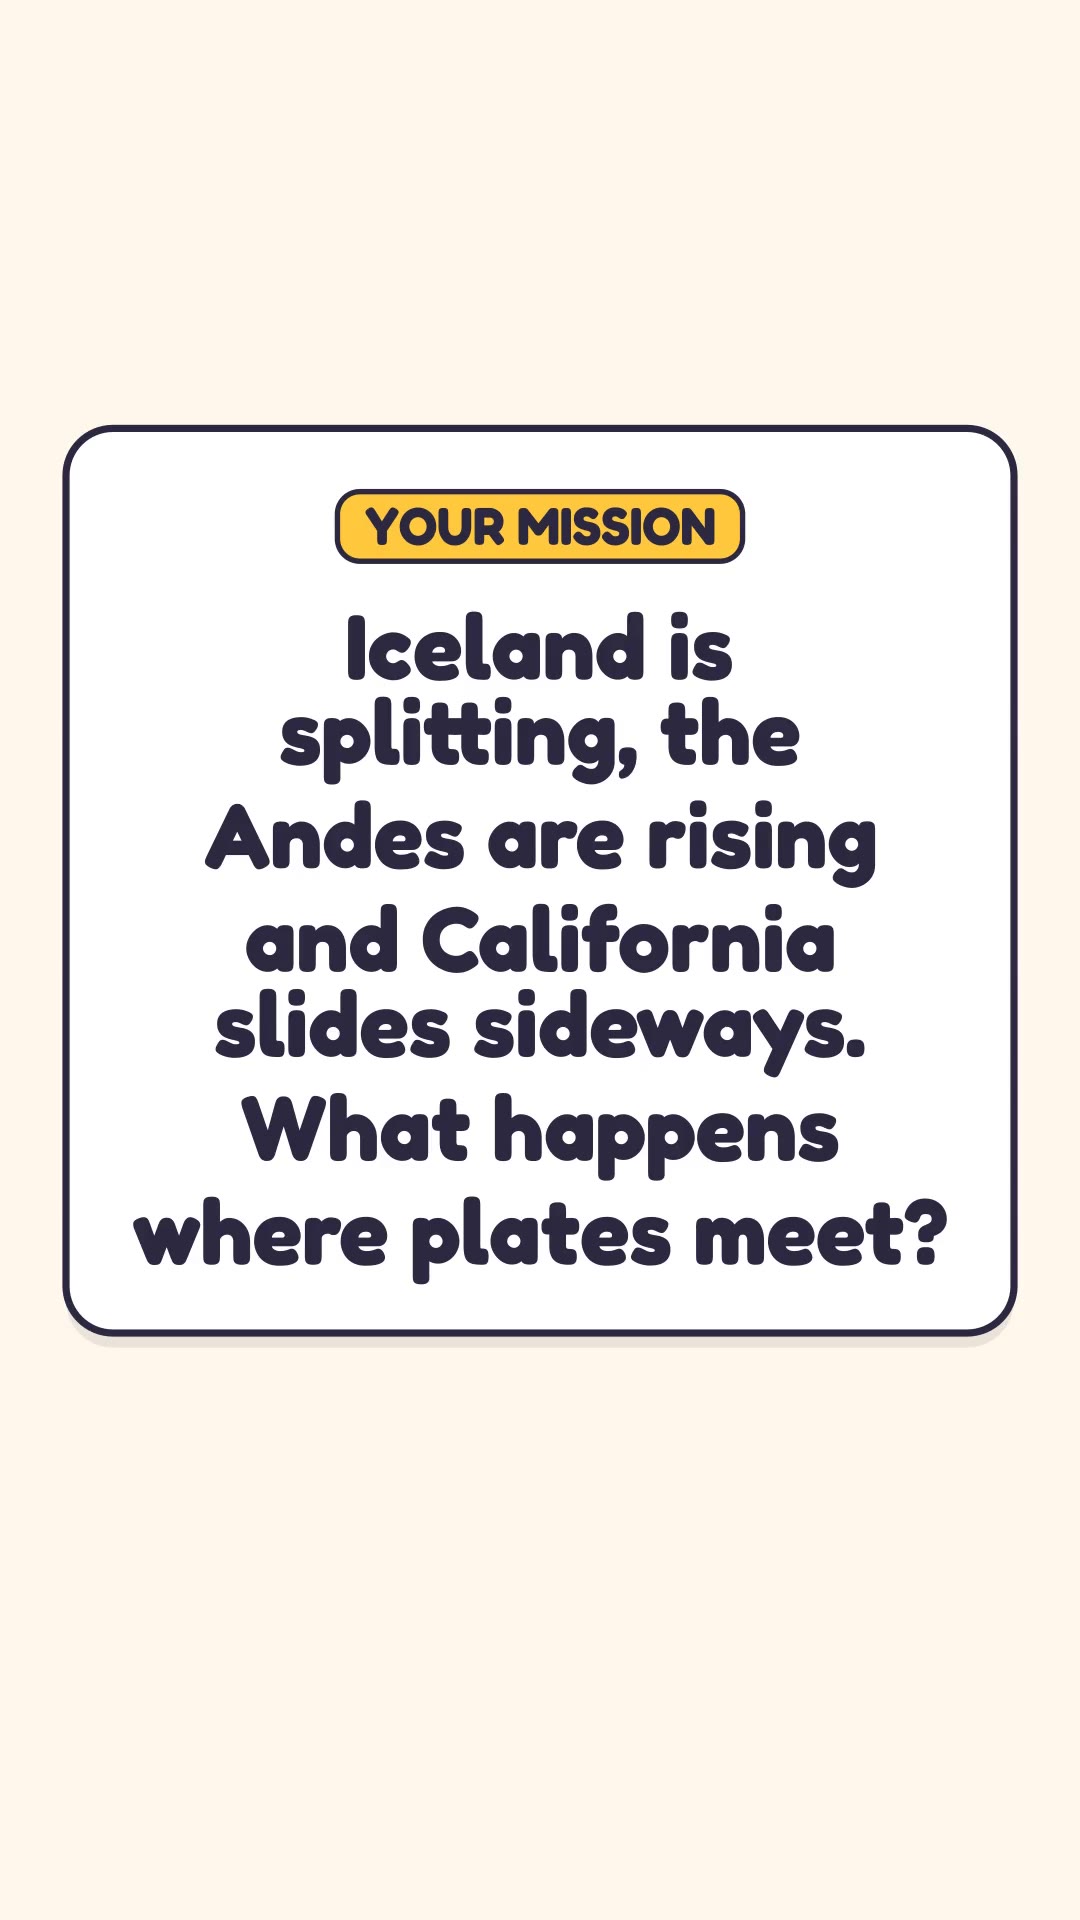 YOUR MISSION
Iceland is
splitting, the
Andes are rising
and California
slides sideways.
What happens
where plates meet?